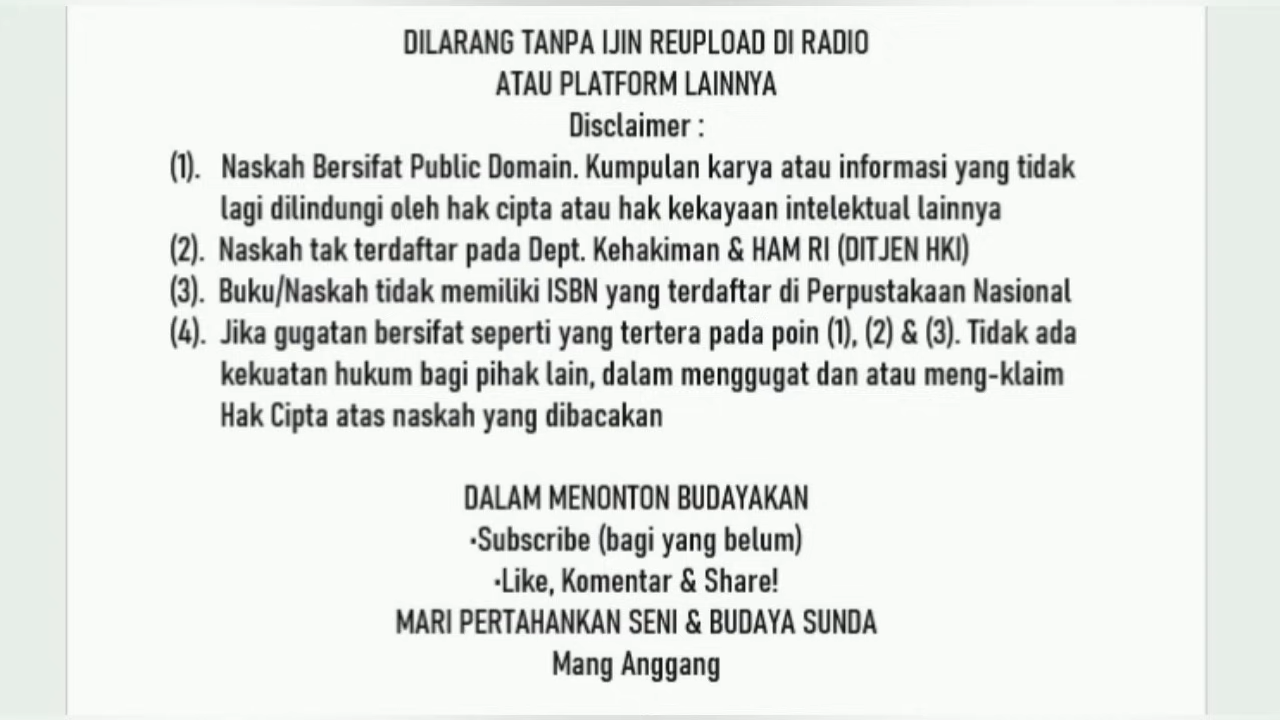 DILARANG TANPA IJIN REUPLOAD DI RADIO
ATAU PLATFORM LAINNYA
Disclaimer :
(1). Naskah Bersifat Public Domain. Kumpulan karya atau informasi yang tidak
lagi dilindungi oleh hak cipta atau hak kekayaan intelektual lainnya
(2). Naskah tak terdaftar pada Dept. Kehakiman & HAM RI (DITJEN HKI)
(3). Buku/Naskah tidak memiliki ISBN yang terdaftar di Perpustakaan Nasional
(4). Jika gugatan bersifat seperti yang tertera pada poin (1), (2) & (3). Tidak ada
kekuatan hukum bagi pihak lain, dalam menggugat dan atau meng-klaim
Hak Cipta atas naskah yang dibacakan
DALAM MENONTON BUDAYAKAN
•Subscribe (bagi yang belum)
•Like, Komentar & Share!
MARI PERTAHANKAN SENI & BUDAYA SUNDA
Mang Anggang